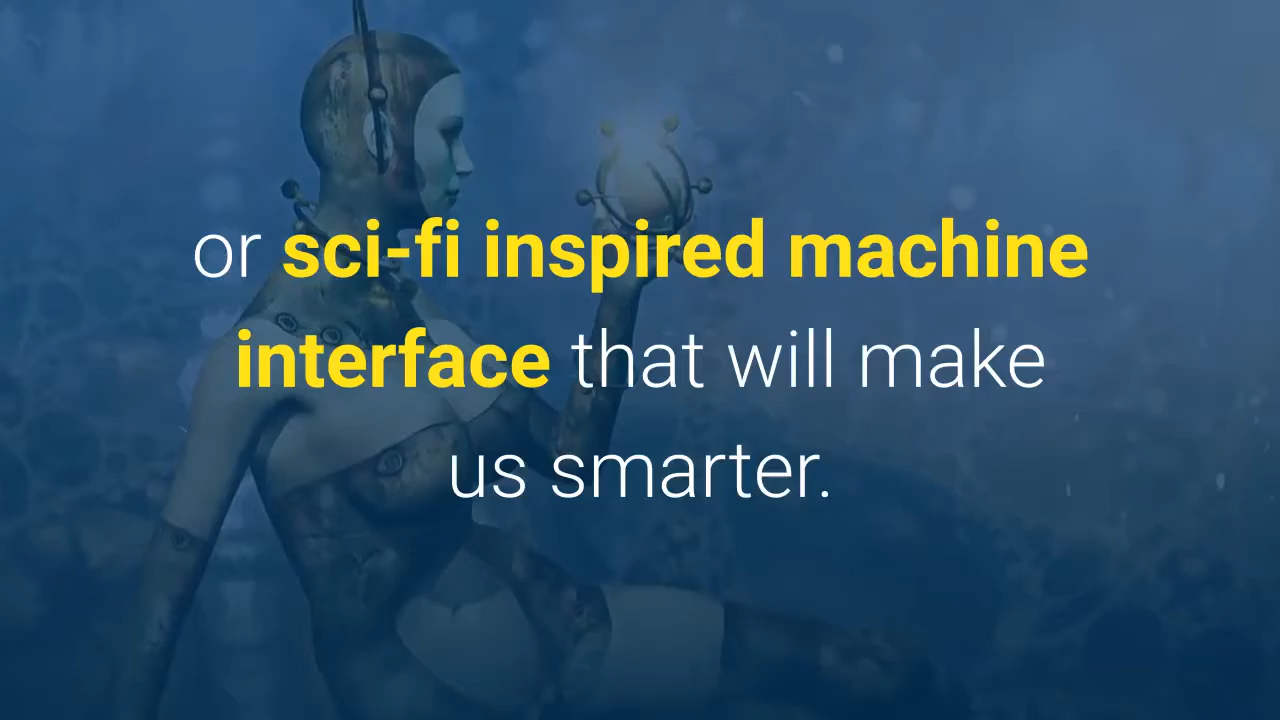 or sci-fi inspired machine
interface that will make
us smarter.